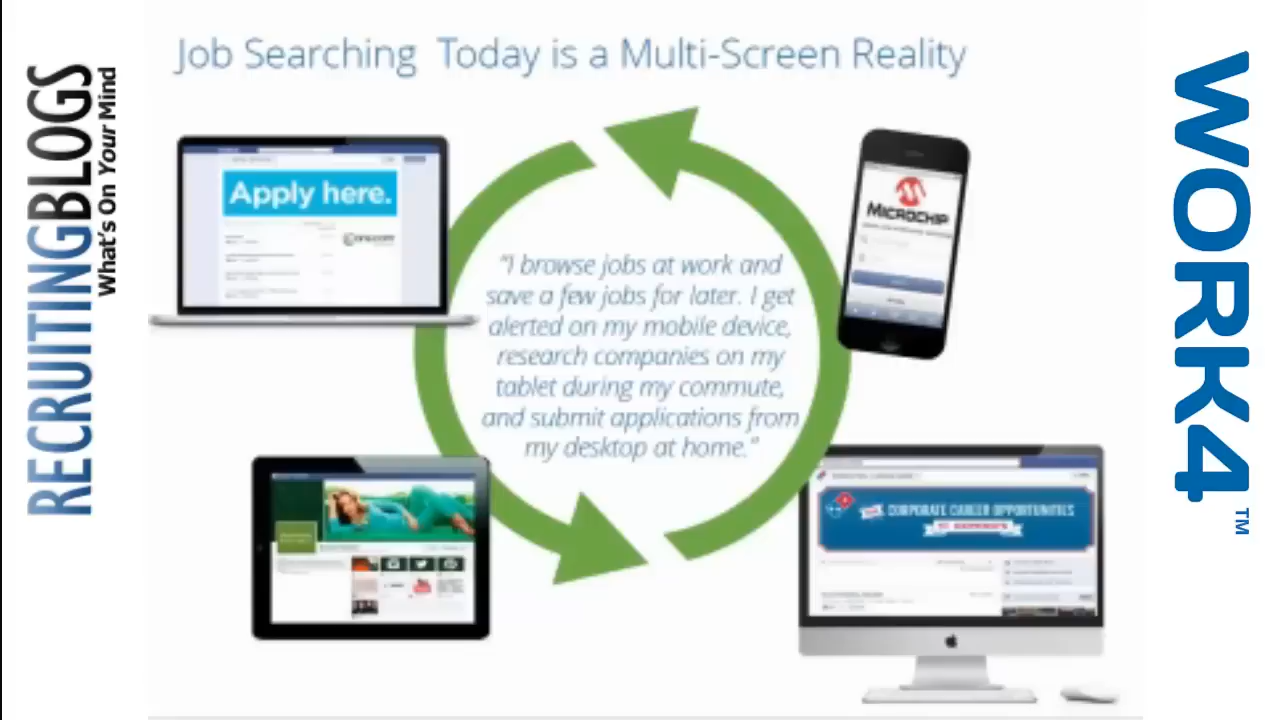 Job Searching Today is a Multi-Screen Reality
RECRUITINGBLOGS
What's On Your Mind
WORK4™
Apply here.
MICROCHIP
"I browse jobs at work and
save a few jobs for later. I get
alerted on my mobile device,
research companies on my
tablet during my commute,
and submit applications from
my desktop at home."
CORPORATE CAREER OPPORTUNITIES